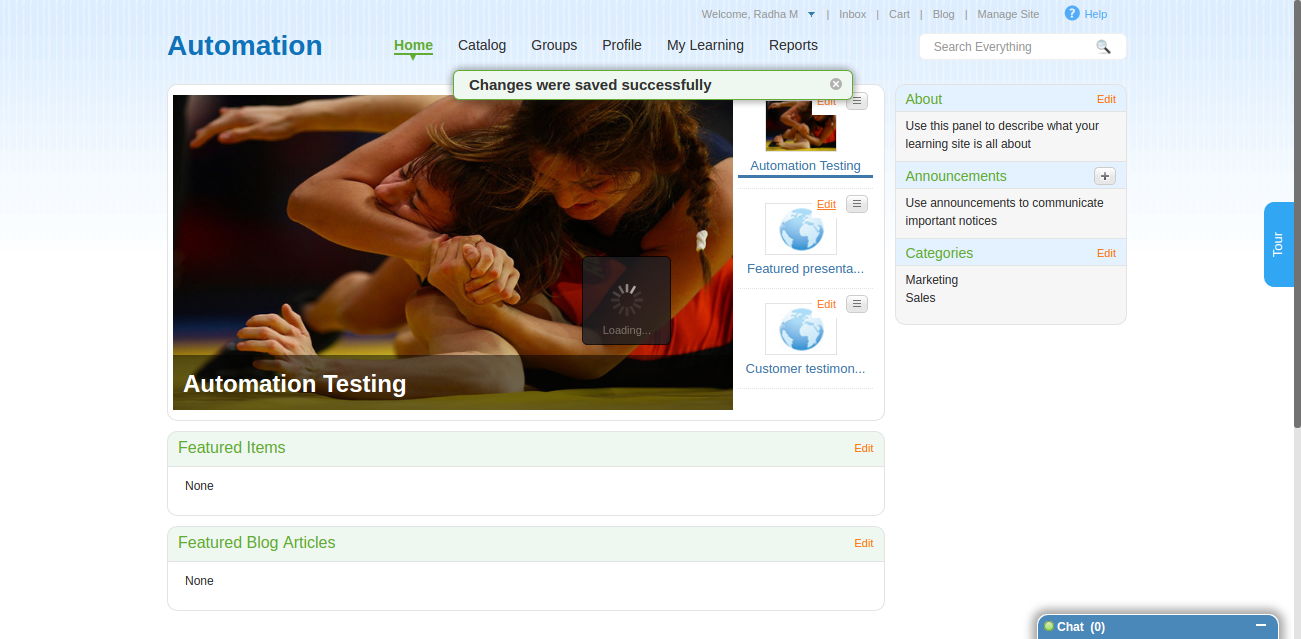 Welcome, Radha M | Inbox | Cart | Blog | Manage Site ? Help
Automation
Home Catalog Groups Profile My Learning Reports
Search Everything
Changes were saved successfully
Edit
Automation Testing
Edit
Featured presenta...
Edit
Customer testimon...
Loading...
Automation Testing
About Edit
Use this panel to describe what your
learning site is all about
Announcements +
Use announcements to communicate
important notices
Categories Edit
Marketing
Sales
Tour
Featured Items Edit
None
Featured Blog Articles Edit
None
Chat (0)